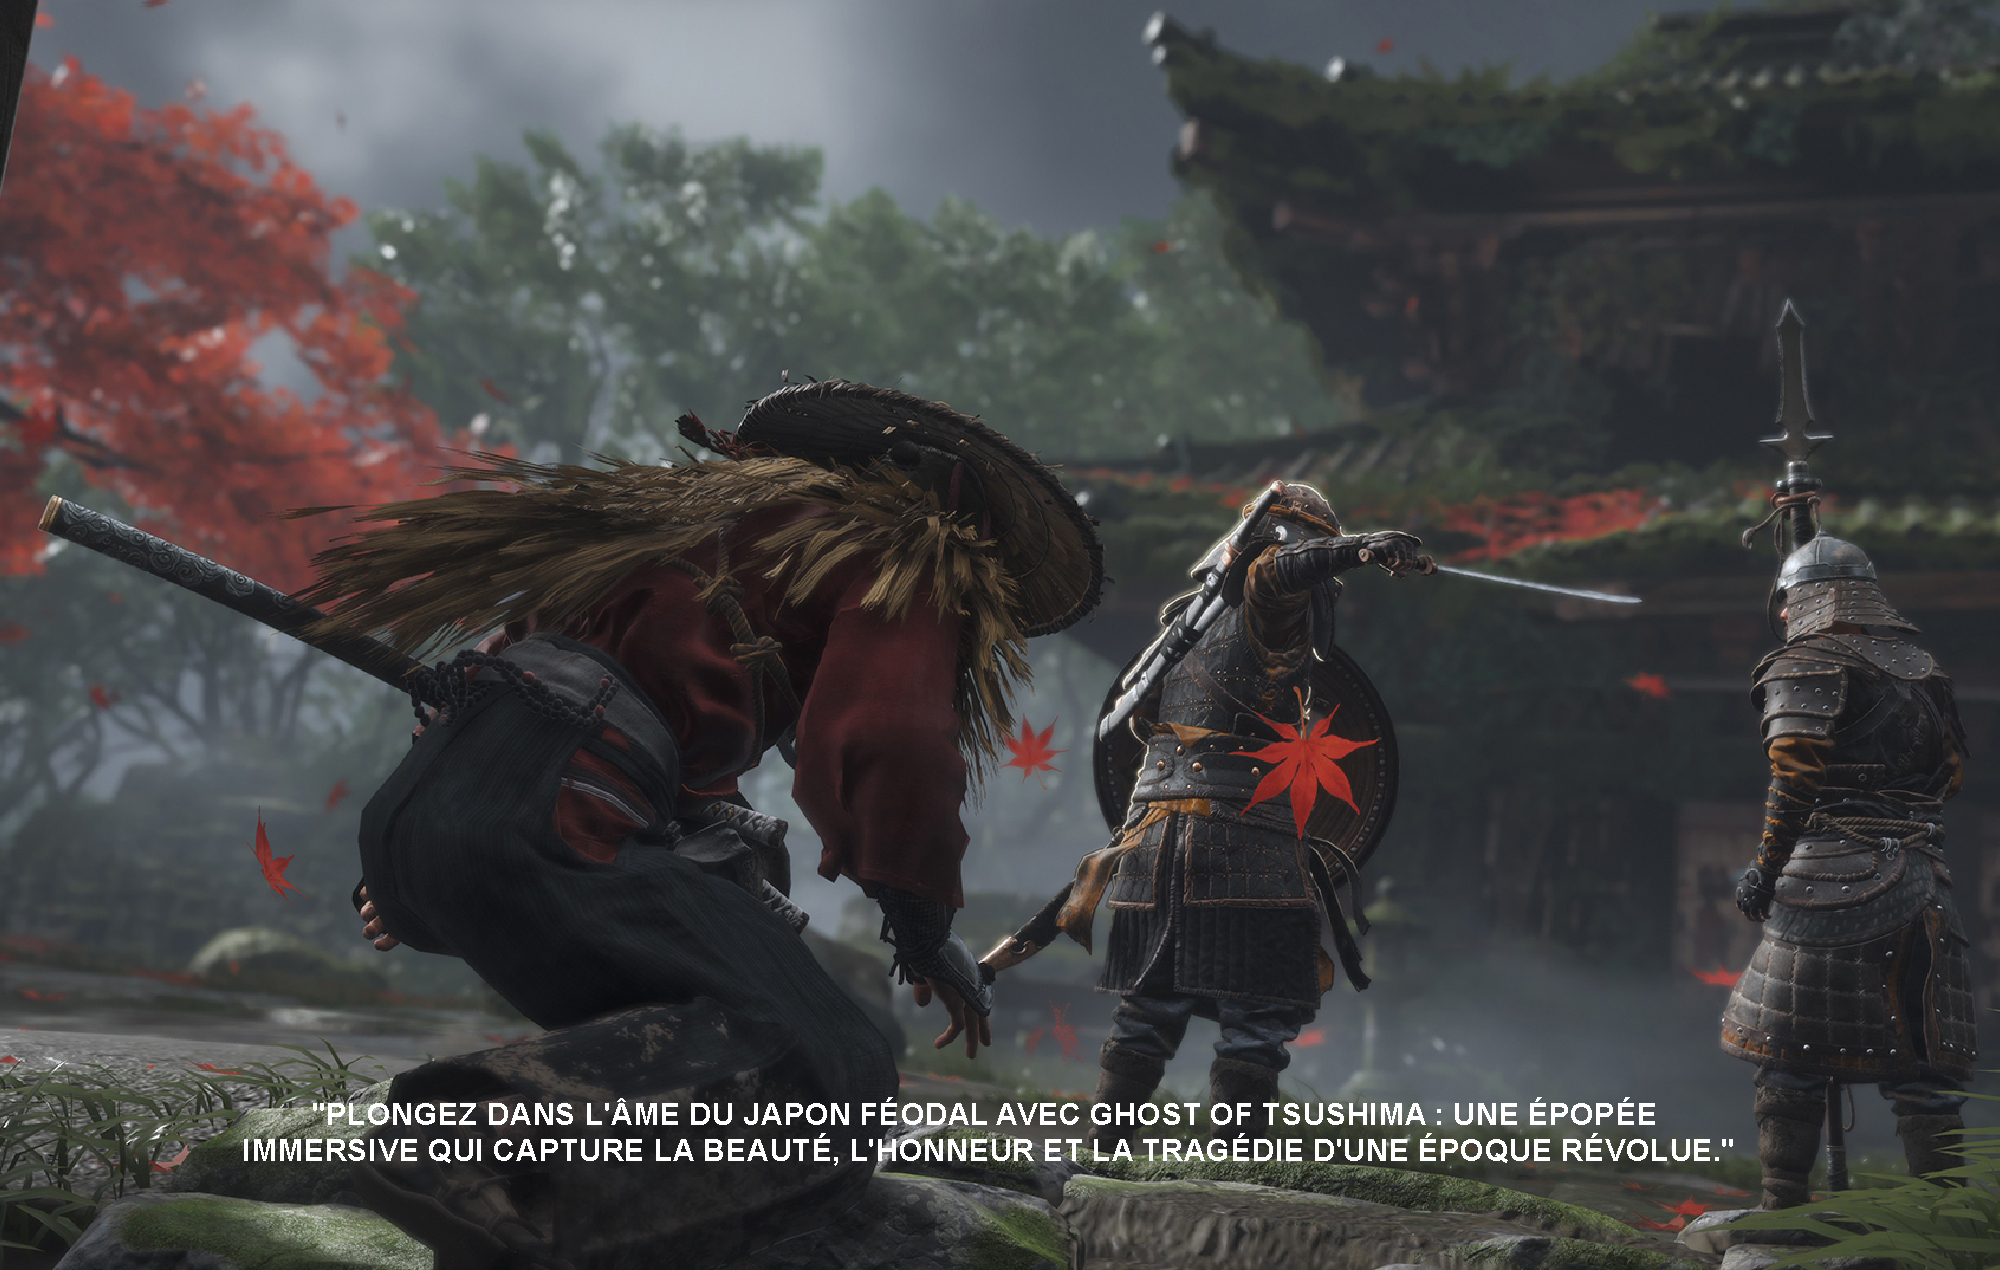 "PLONGEZ DANS L'ÂME DU JAPON FÉODAL AVEC GHOST OF TSUSHIMA : UNE ÉPOPÉE
IMMERSIVE QUI CAPTURE LA BEAUTÉ, L'HONNEUR ET LA TRAGÉDIE D'UNE ÉPOQUE RÉVOLUE."